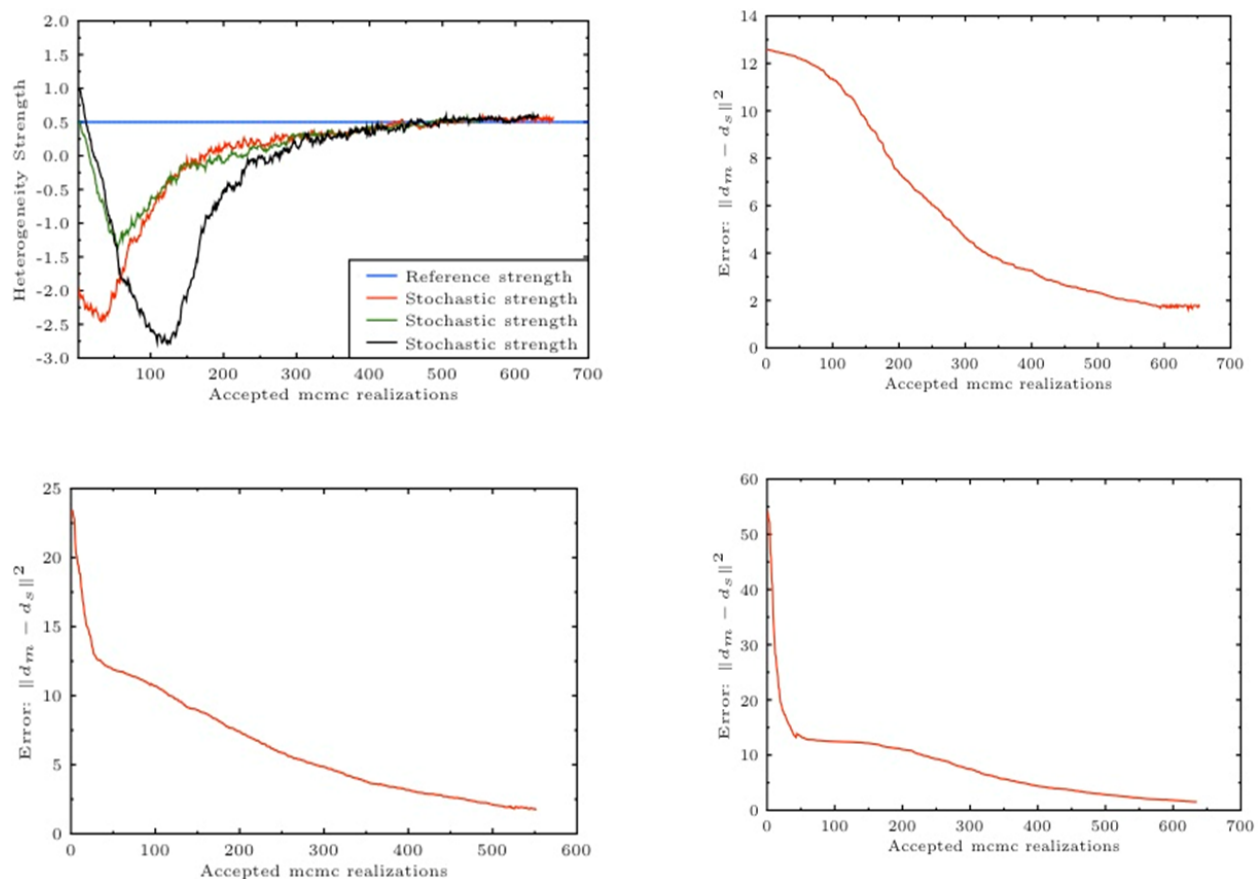 2.0
1.5
1.0
0.5
0.0
-0.5
-1.0
-1.5
-2.0
-2.5
-3.0
Heterogeneity Strength
Reference strength
Stochastic strength
Stochastic strength
Stochastic strength
100 200 300 400 500 600 700
Accepted mcmc realizations
14
12
10
8
6
4
2
0
Error: ||d_m − d_s||^2
0 100 200 300 400 500 600 700
Accepted mcmc realizations
25
20
15
10
5
0
Error: ||d_m − d_s||^2
0 100 200 300 400 500 600
Accepted mcmc realizations
60
50
40
30
20
10
0
Error: ||d_m − d_s||^2
0 100 200 300 400 500 600 700
Accepted mcmc realizations